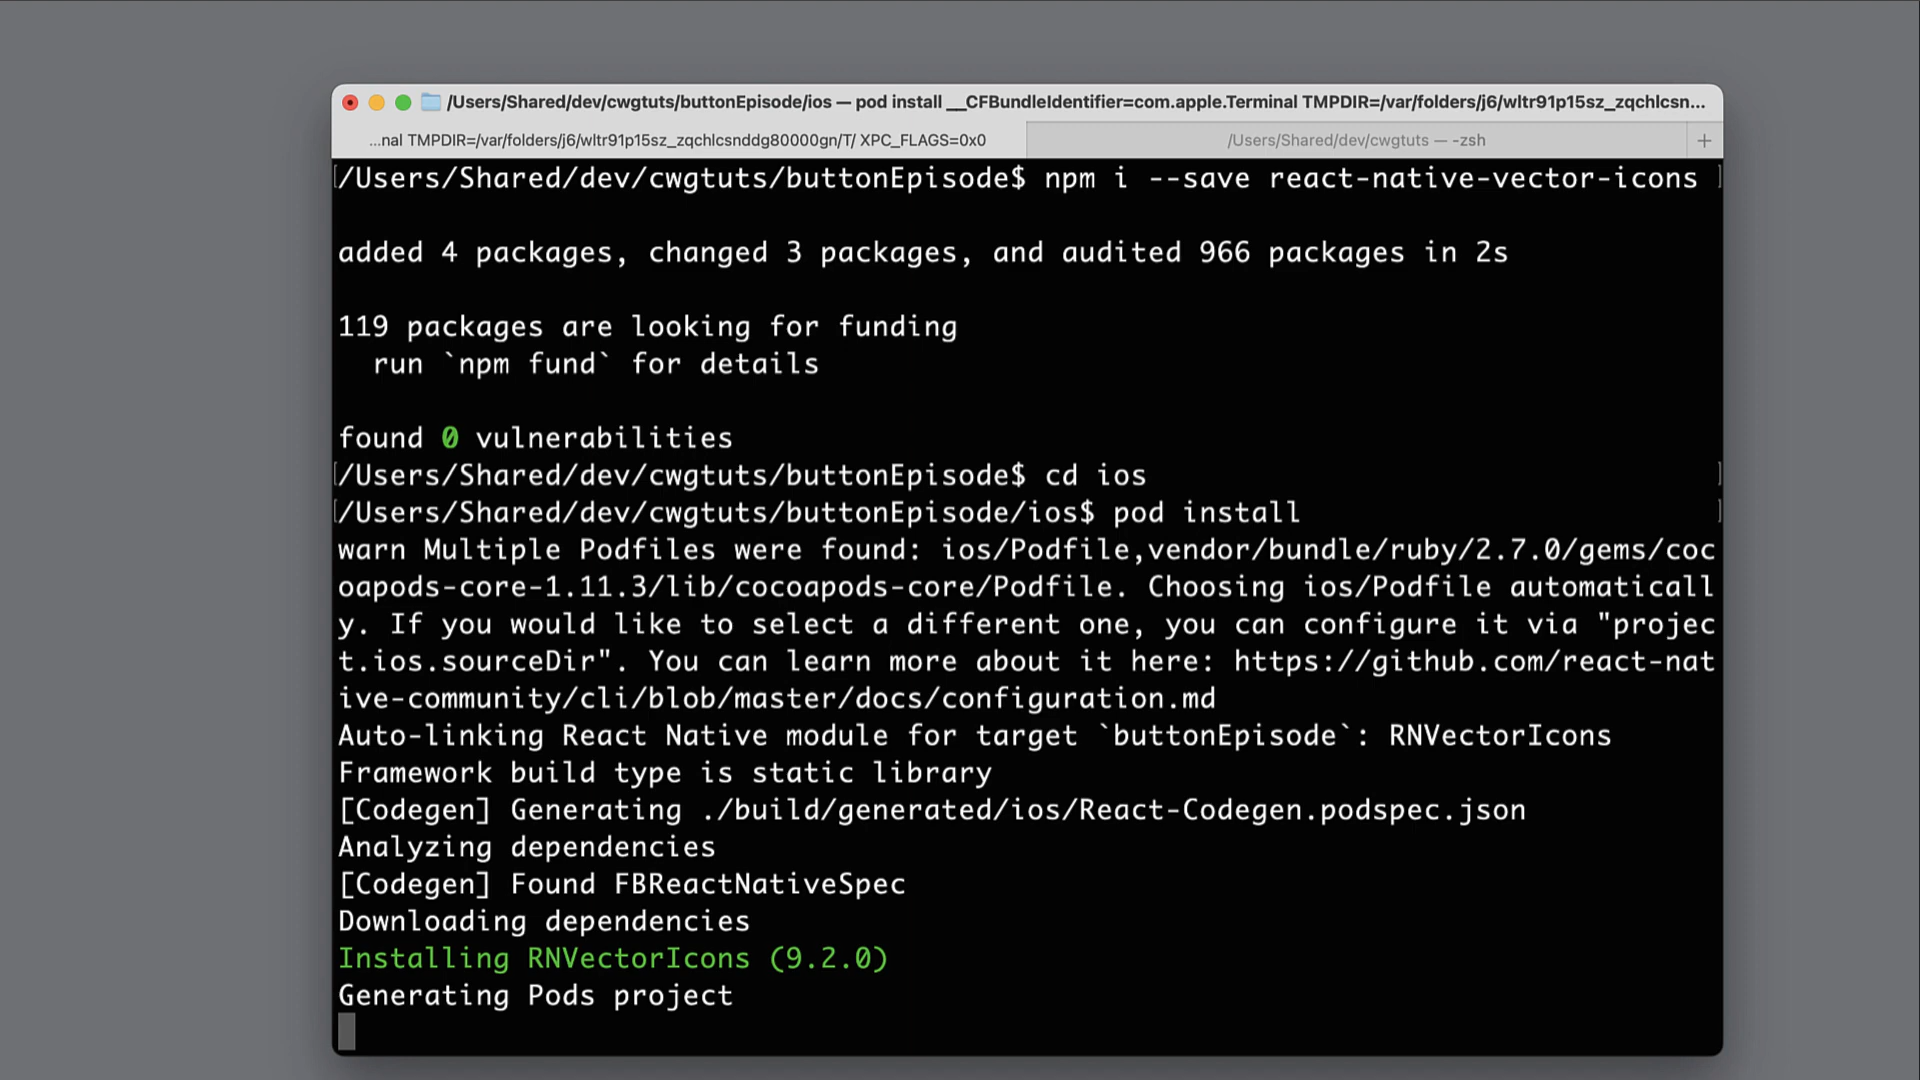 /Users/Shared/dev/cwgtuts/buttonEpisode/ios — pod install __CFBundleIdentifier=com.apple.Terminal TMPDIR=/var/folders/j6/wltr91p15sz_zqchlcsn...
...nal TMPDIR=/var/folders/j6/wltr91p15sz_zqchlcsnddg80000gn/T/ XPC_FLAGS=0x0
/Users/Shared/dev/cwgtuts — -zsh
[/Users/Shared/dev/cwgtuts/buttonEpisode$ npm i --save react-native-vector-icons ]
added 4 packages, changed 3 packages, and audited 966 packages in 2s
119 packages are looking for funding
run `npm fund` for details
found 0 vulnerabilities
[/Users/Shared/dev/cwgtuts/buttonEpisode$ cd ios ]
[/Users/Shared/dev/cwgtuts/buttonEpisode/ios$ pod install ]
warn Multiple Podfiles were found: ios/Podfile,vendor/bundle/ruby/2.7.0/gems/coc
oapods-core-1.11.3/lib/cocoapods-core/Podfile. Choosing ios/Podfile automaticall
y. If you would like to select a different one, you can configure it via "projec
t.ios.sourceDir". You can learn more about it here: https://github.com/react-nat
ive-community/cli/blob/master/docs/configuration.md
Auto-linking React Native module for target `buttonEpisode`: RNVectorIcons
Framework build type is static library
[Codegen] Generating ./build/generated/ios/React-Codegen.podspec.json
Analyzing dependencies
[Codegen] Found FBReactNativeSpec
Downloading dependencies
Installing RNVectorIcons (9.2.0)
Generating Pods project